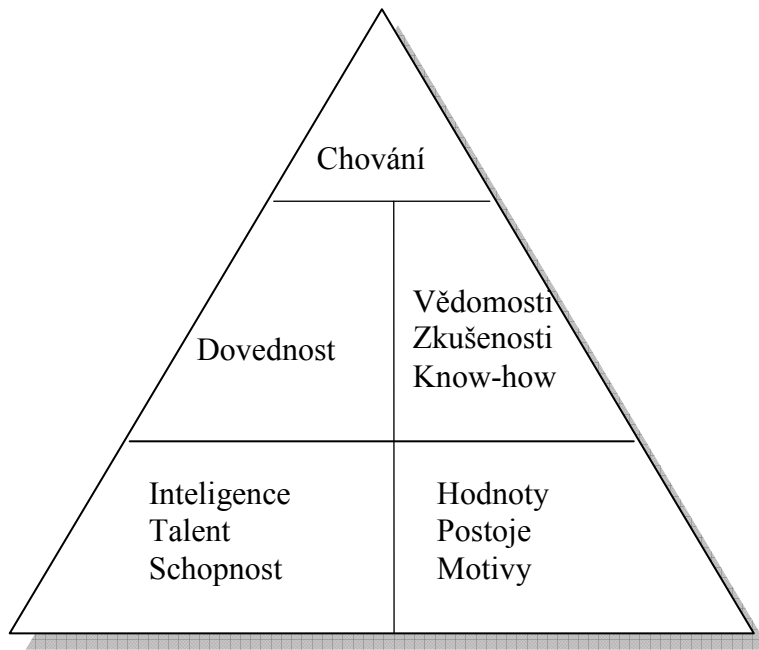 Chování
Dovednost
Vědomosti
Zkušenosti
Know-how
Inteligence
Talent
Schopnost
Hodnoty
Postoje
Motivy